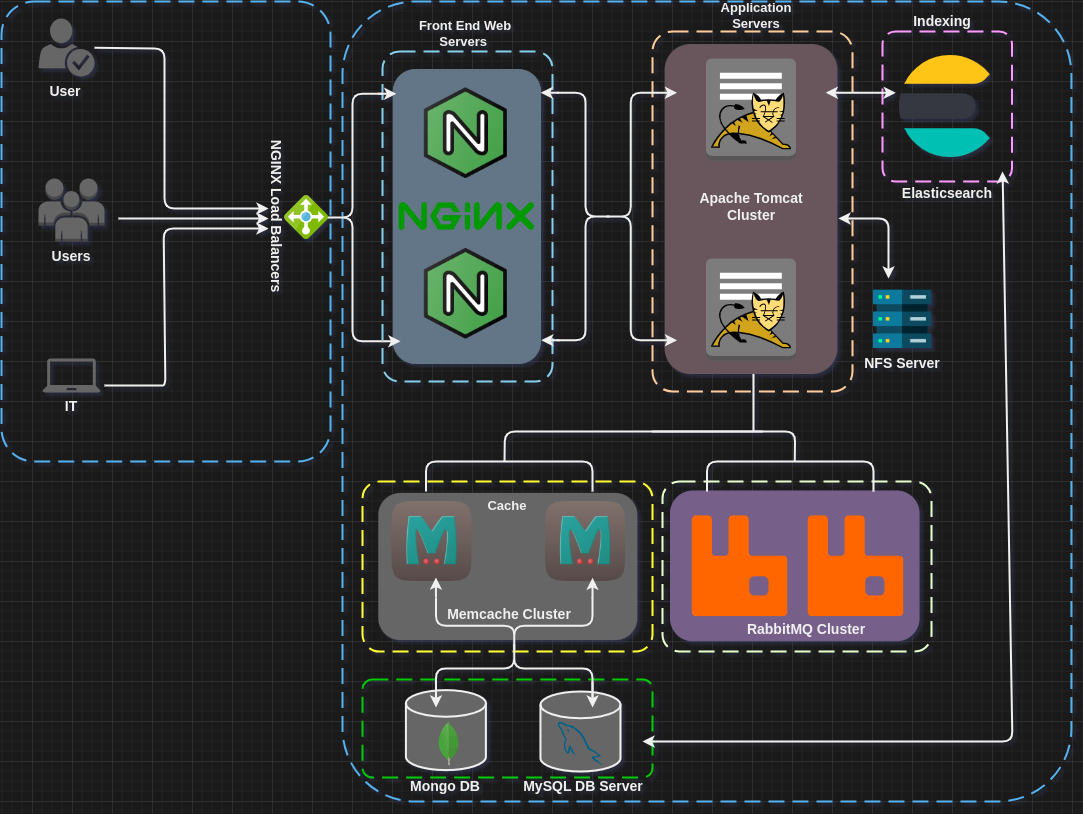 User
Users
IT
NGINX Load Balancers
Front End Web
Servers
NGiNX
Application
Servers
Apache Tomcat
Cluster
Indexing
Elasticsearch
NFS Server
Cache
Memcache Cluster
RabbitMQ Cluster
Mongo DB
MySQL DB Server